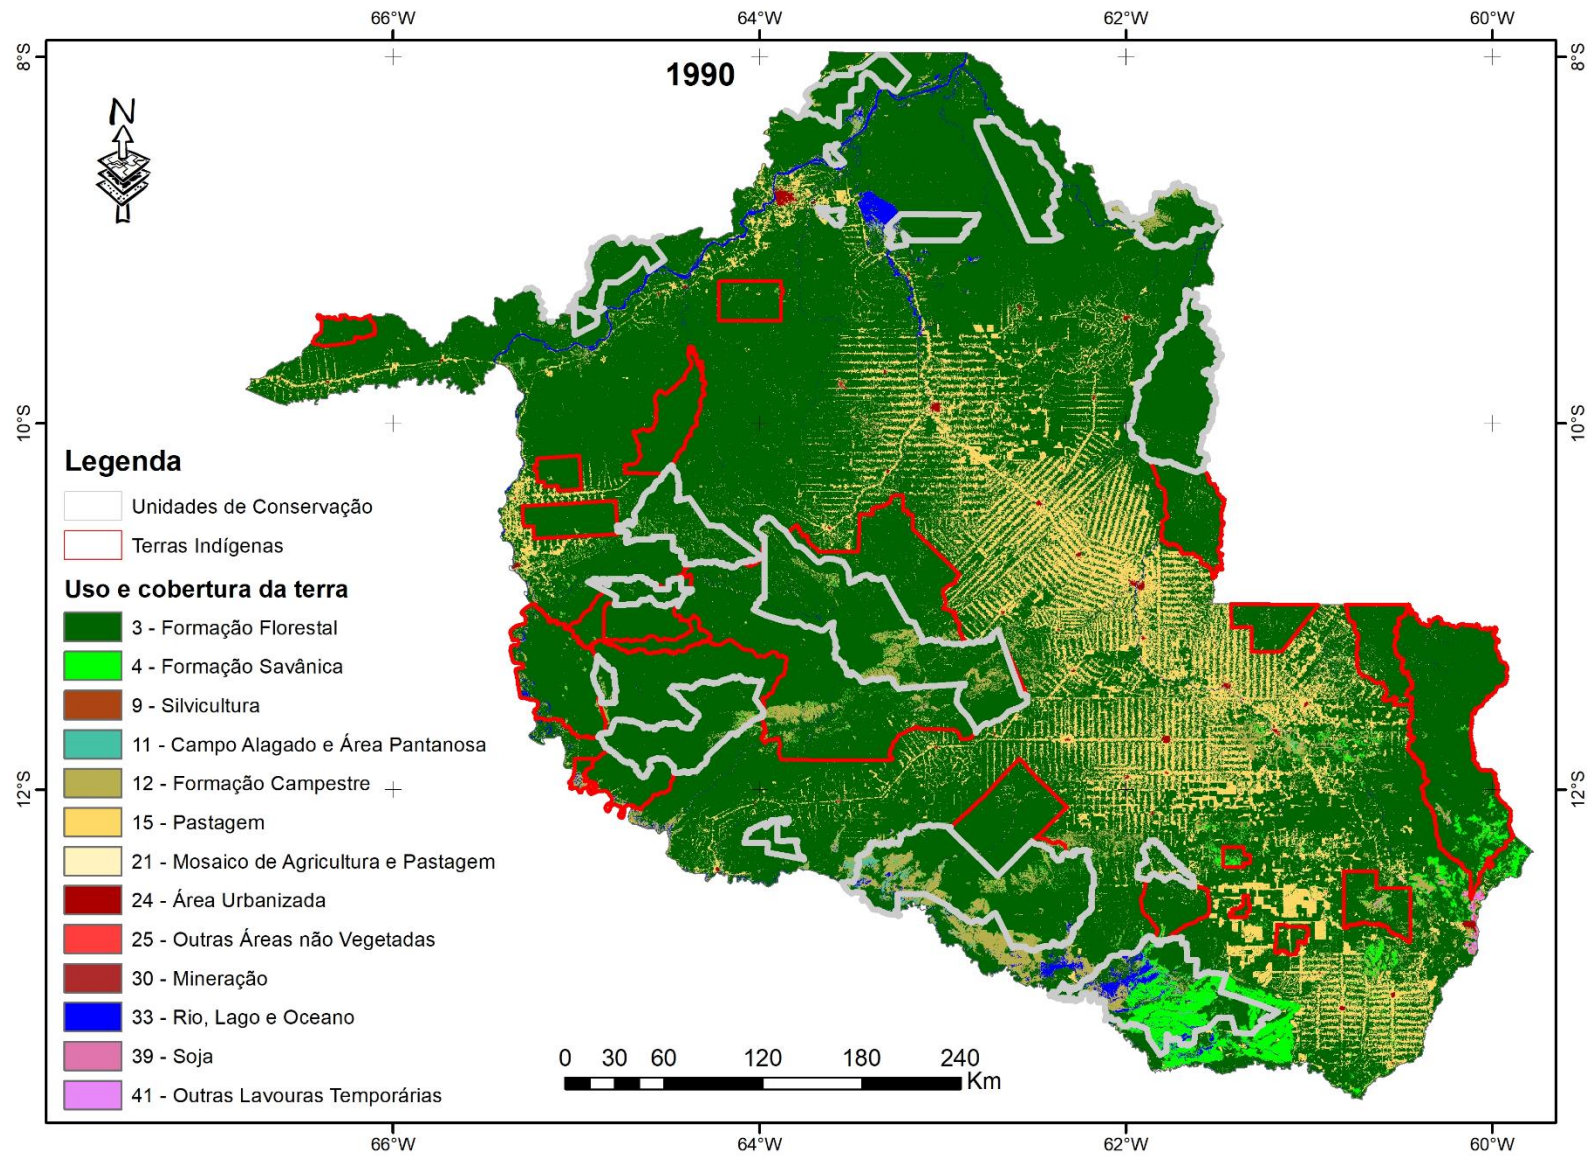 66°W 64°W 62°W 60°W
8°S 8°S
1990
N
10°S 10°S
Legenda
Unidades de Conservação
Terras Indígenas
Uso e cobertura da terra
3 - Formação Florestal
4 - Formação Savânica
9 - Silvicultura
11 - Campo Alagado e Área Pantanosa
12 - Formação Campestre
12°S 12°S
15 - Pastagem
21 - Mosaico de Agricultura e Pastagem
24 - Área Urbanizada
25 - Outras Áreas não Vegetadas
30 - Mineração
33 - Rio, Lago e Oceano
39 - Soja
41 - Outras Lavouras Temporárias
0 30 60 120 180 240
Km
66°W 64°W 62°W 60°W